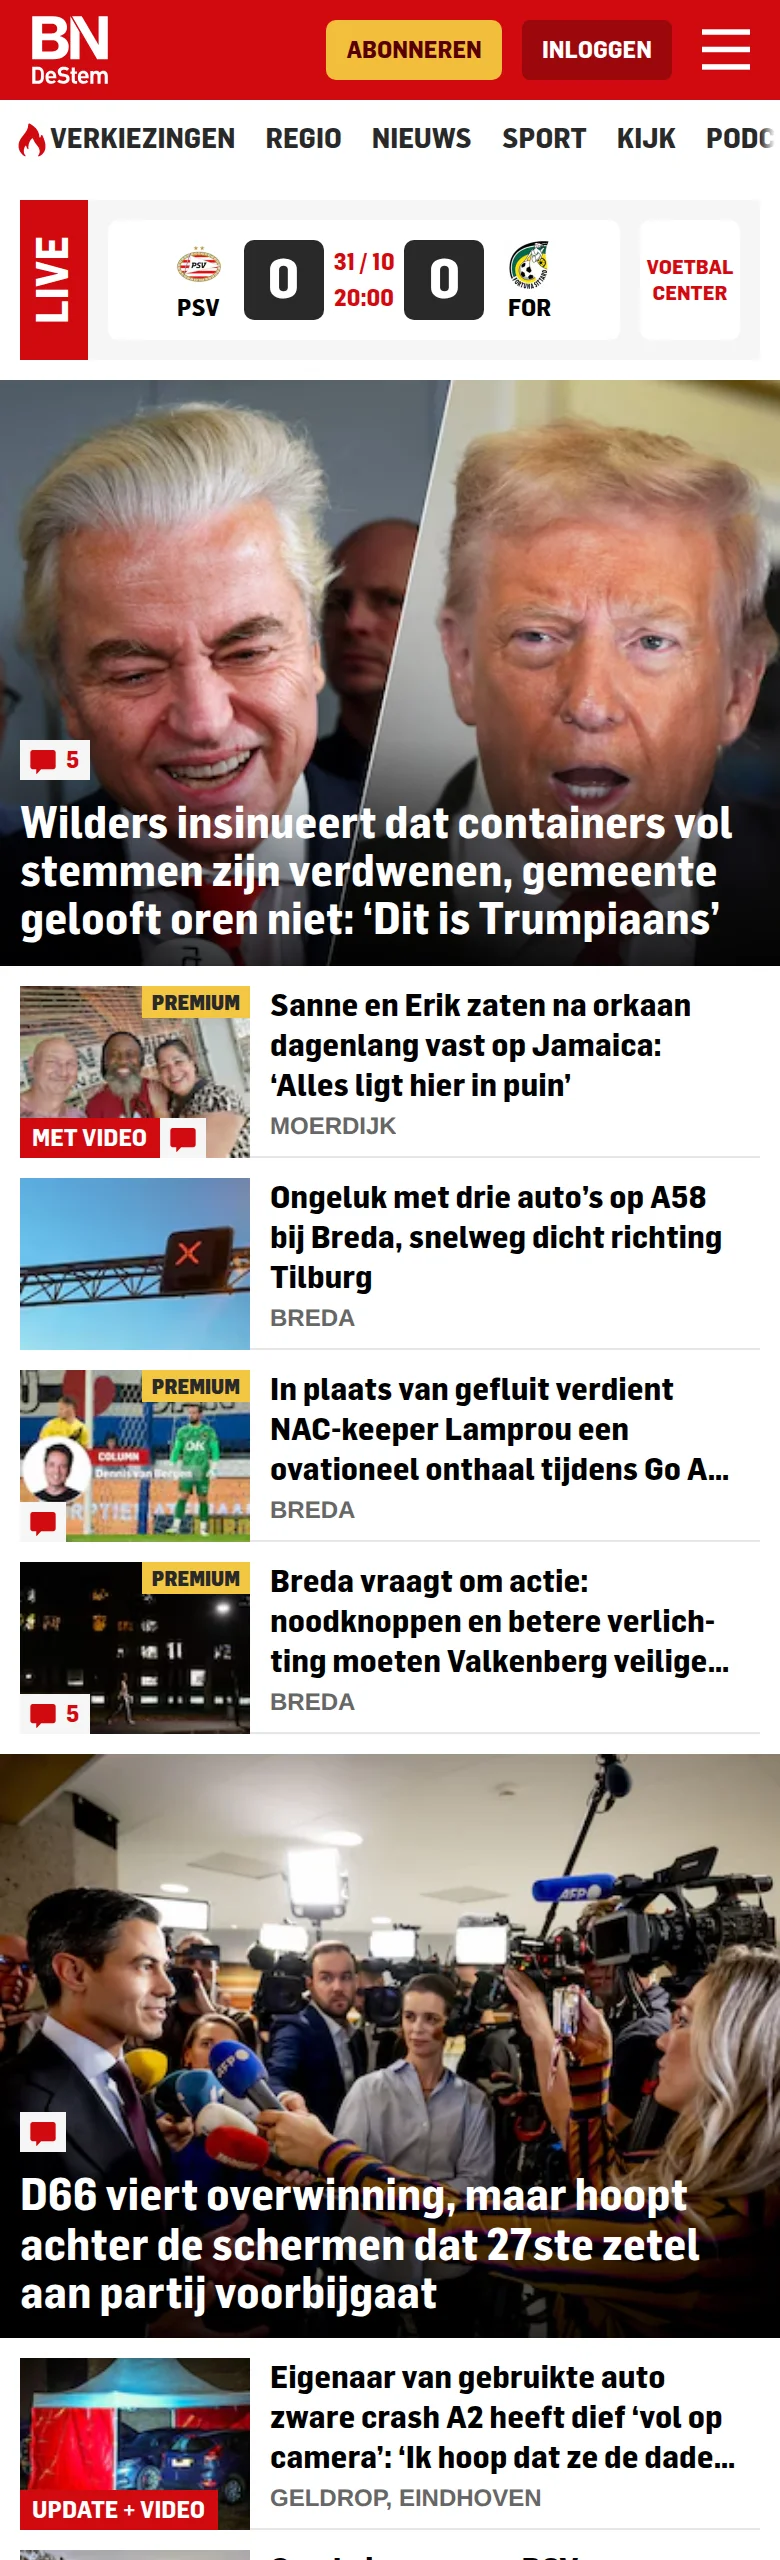 BN
DeStem
ABONNEREN
INLOGGEN
VERKIEZINGEN REGIO NIEUWS SPORT KIJK PODC
LIVE
PSV
PSV
0
31 / 10
20:00
0
FORTUNA SITTARD
FOR
VOETBAL
CENTER
5
Wilders insinueert dat containers vol
stemmen zijn verdwenen, gemeente
gelooft oren niet: ‘Dit is Trumpiaans’
PREMIUM
MET VIDEO
Sanne en Erik zaten na orkaan
dagenlang vast op Jamaica:
‘Alles ligt hier in puin’
MOERDIJK
Ongeluk met drie auto’s op A58
bij Breda, snelweg dicht richting
Tilburg
BREDA
PREMIUM
COLUMN
Dennis van Bergen
In plaats van gefluit verdient
NAC-keeper Lamprou een
ovationeel onthaal tijdens Go A...
BREDA
PREMIUM
5
Breda vraagt om actie:
noodknoppen en betere verlich-
ting moeten Valkenberg veilige...
BREDA
AFP
AFP
D66 viert overwinning, maar hoopt
achter de schermen dat 27ste zetel
aan partij voorbijgaat
UPDATE + VIDEO
Eigenaar van gebruikte auto
zware crash A2 heeft dief ‘vol op
camera’: ‘Ik hoop dat ze de dade...
GELDROP, EINDHOVEN